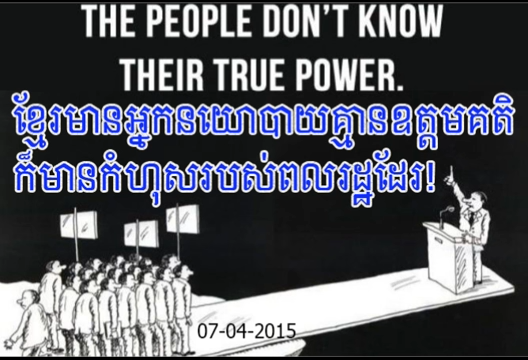 THE PEOPLE DON'T KNOW
THEIR TRUE POWER.
ខ្មែរមានអ្នកនយោបាយគ្មានឧត្តមគតិ
ក៏មានកំហុសរបស់ពលរដ្ឋដែរ!
07-04-2015